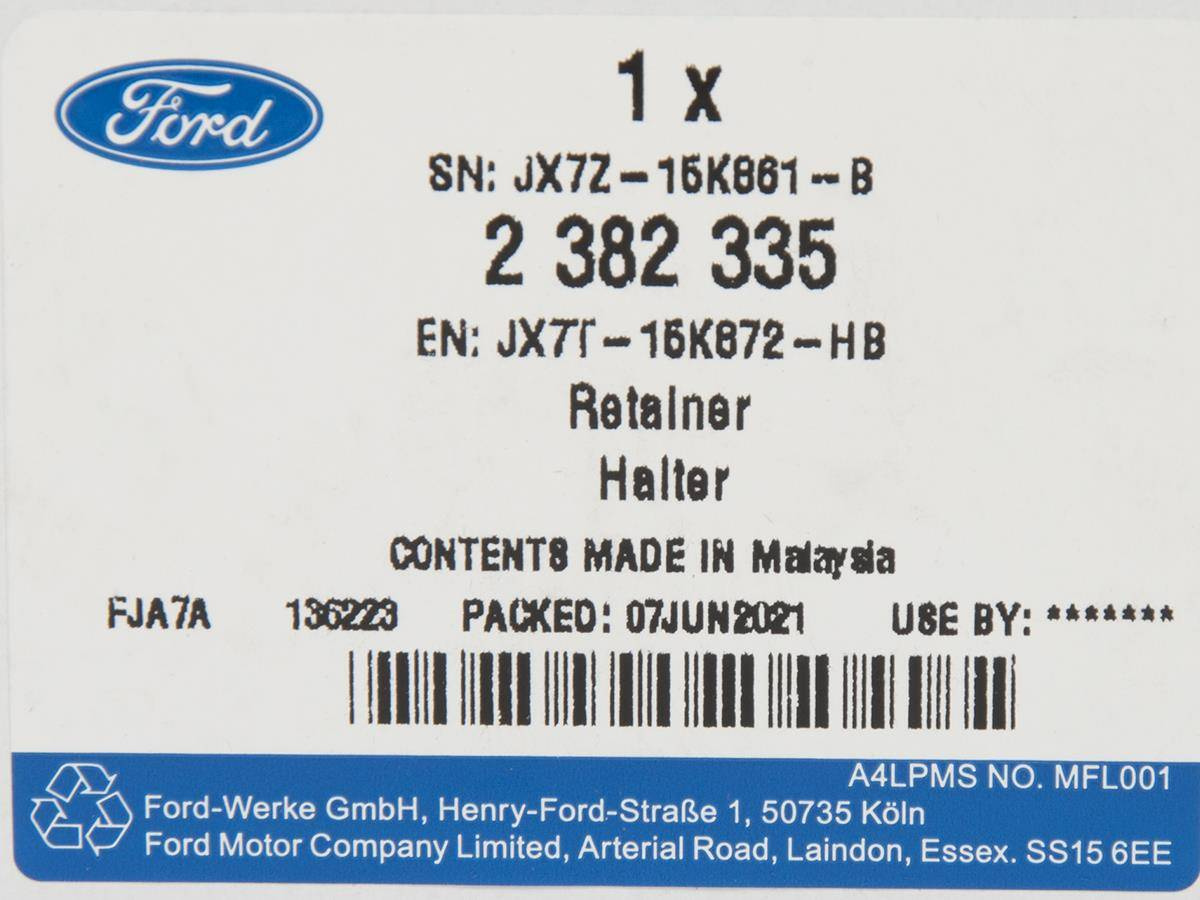 Ford
1 x
SN: JX7Z-15K861-B
2 382 335
EN: JX7T-15K872-HB
Retainer
Halter
CONTENTS MADE IN Malaysia
FJA7A 136223 PACKED: 07JUN2021 USE BY: *******
A4LPMS NO. MFL001
Ford-Werke GmbH, Henry-Ford-Straße 1, 50735 Köln
Ford Motor Company Limited, Arterial Road, Laindon, Essex. SS15 6EE